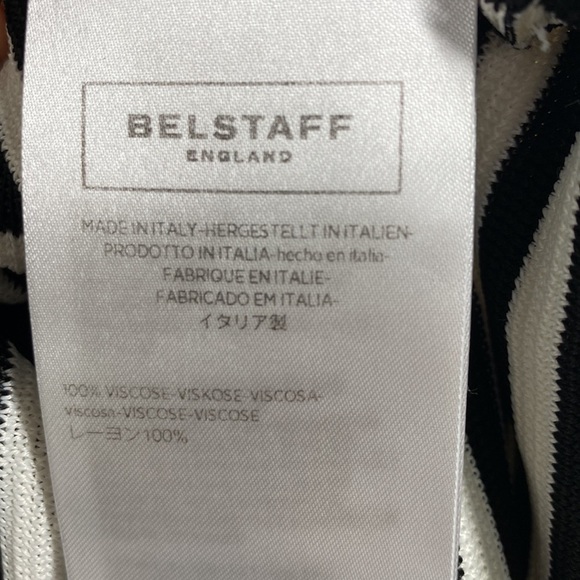 BELSTAFF
ENGLAND
MADE IN ITALY-HERGESTELLT IN ITALIEN-
PRODOTTO IN ITALIA-hecho en italia-
FABRIQUE EN ITALIE-
FABRICADO EM ITALIA-
イタリア製
100% VISCOSE-VISKOSE-VISCOSA-
viscosa-VISCOSE-VISCOSE
レーヨン100%